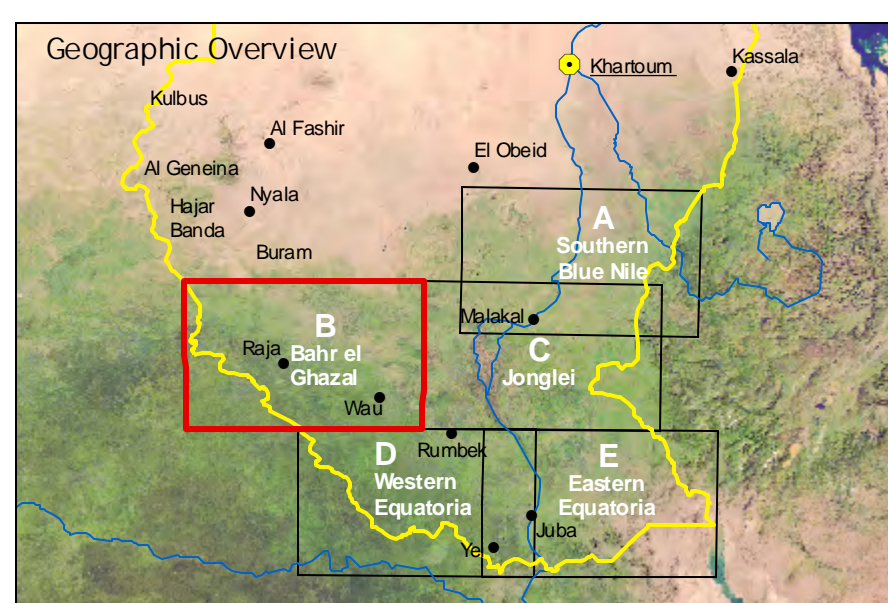 Geographic Overview
Khartoum
Kassala
Kulbus
Al Fashir
El Obeid
Al Geneina
Nyala
Hajar
Banda
Buram
A
Southern
Blue Nile
B
Bahr el
Ghazal
Raja
Wau
Malakal
C
Jonglei
D
Western
Equatoria
Rumbek
E
Eastern
Equatoria
Juba
Ye